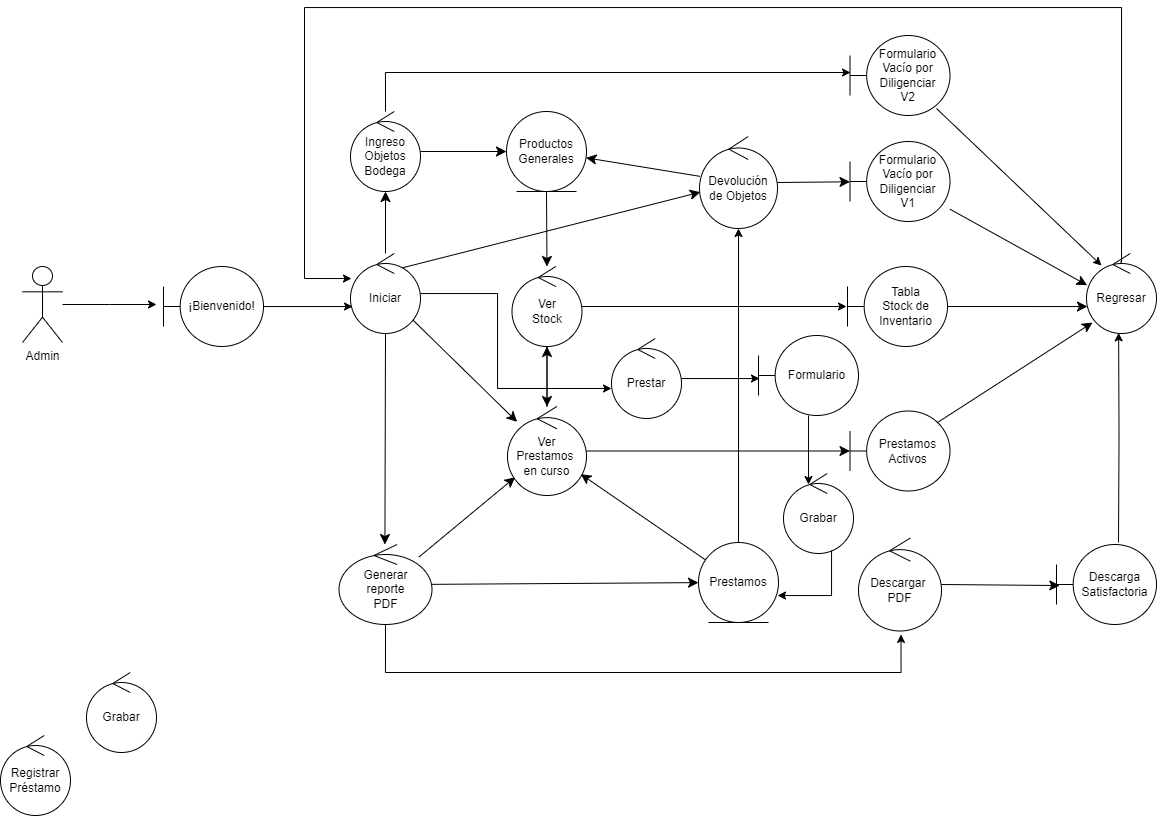 Formulario
Vacío por
Diligenciar
V2
Ingreso
Objetos
Bodega
Productos
Generales
Devolución
de Objetos
Formulario
Vacío por
Diligenciar
V1
Admin
¡Bienvenido!
Iniciar
Ver
Stock
Tabla
Stock de
Inventario
Regresar
Prestar
Formulario
Ver
Prestamos
en curso
Prestamos
Activos
Grabar
Generar
reporte
PDF
Prestamos
Descargar
PDF
Descarga
Satisfactoria
Grabar
Registrar
Préstamo